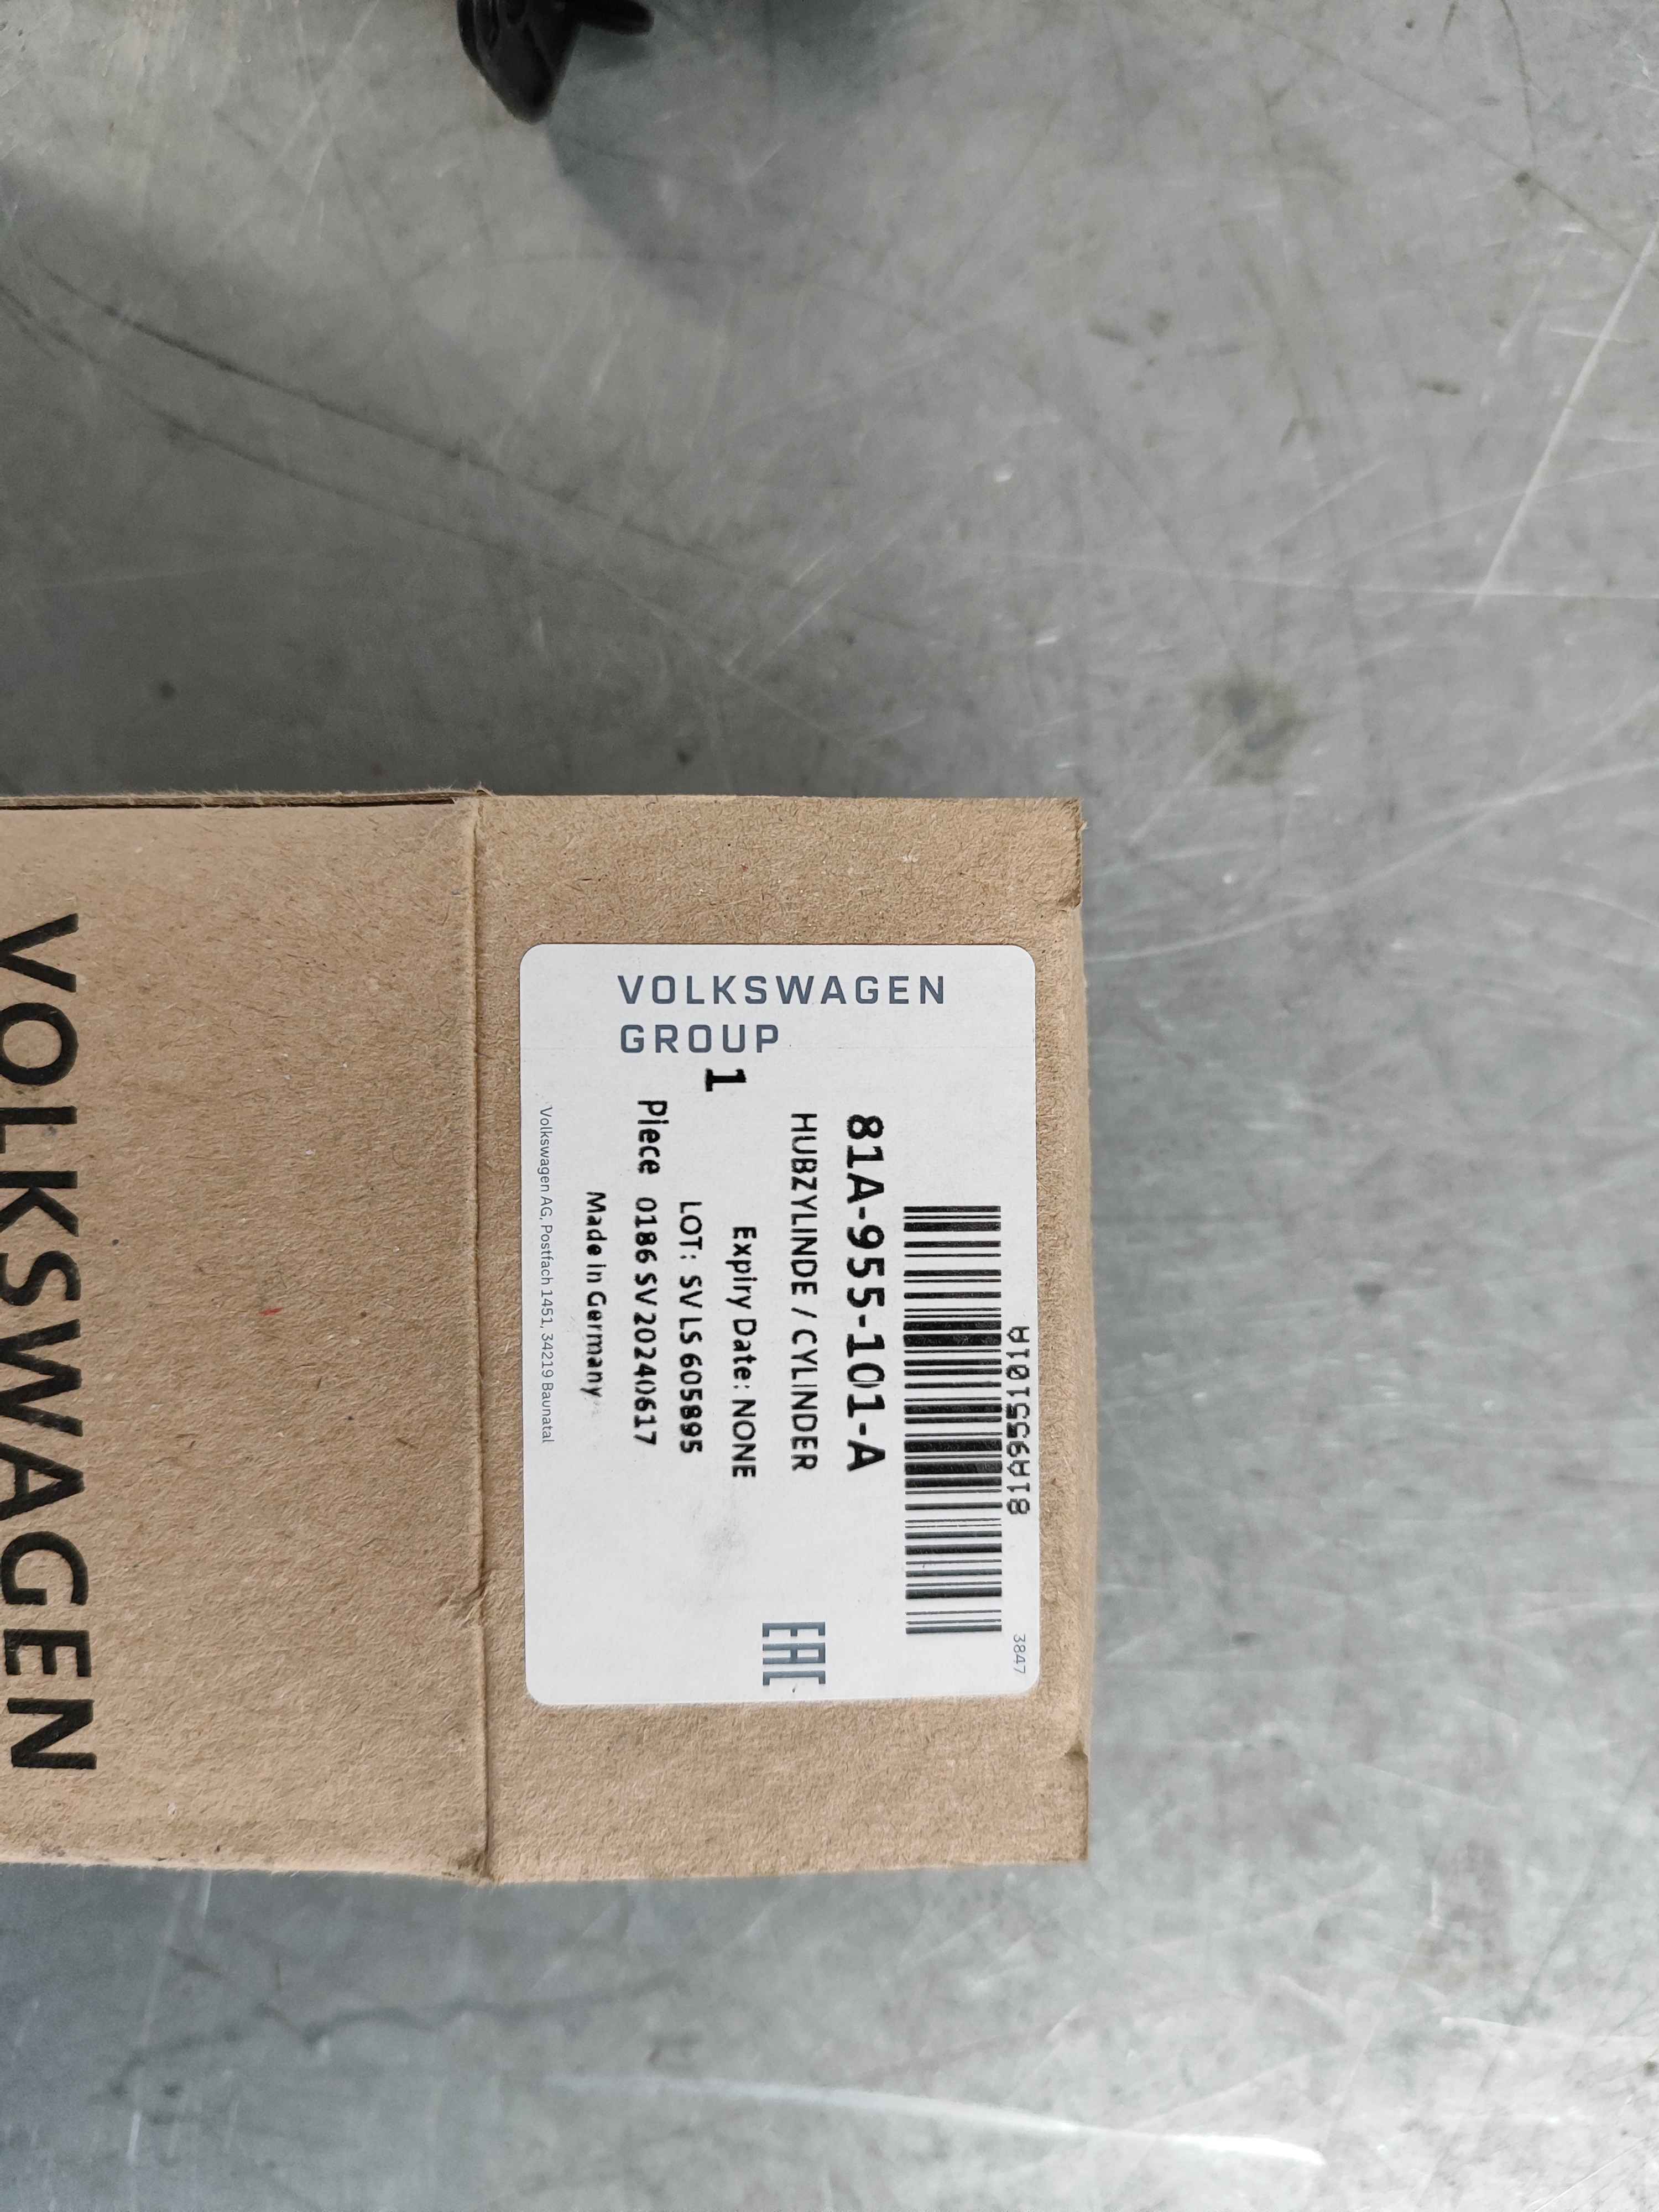 VOLKSWAGEN
GROUP
3847
81A955101A
81A-955-101-A
HUBZYLINDE / CYLINDER
1
Expiry Date: NONE
LOT: SV LS 605895
Piece 0186 SV 20240617
Made in Germany
Volkswagen AG, Postfach 1451, 34219 Baunatal
EAC
VOLKSWAGEN